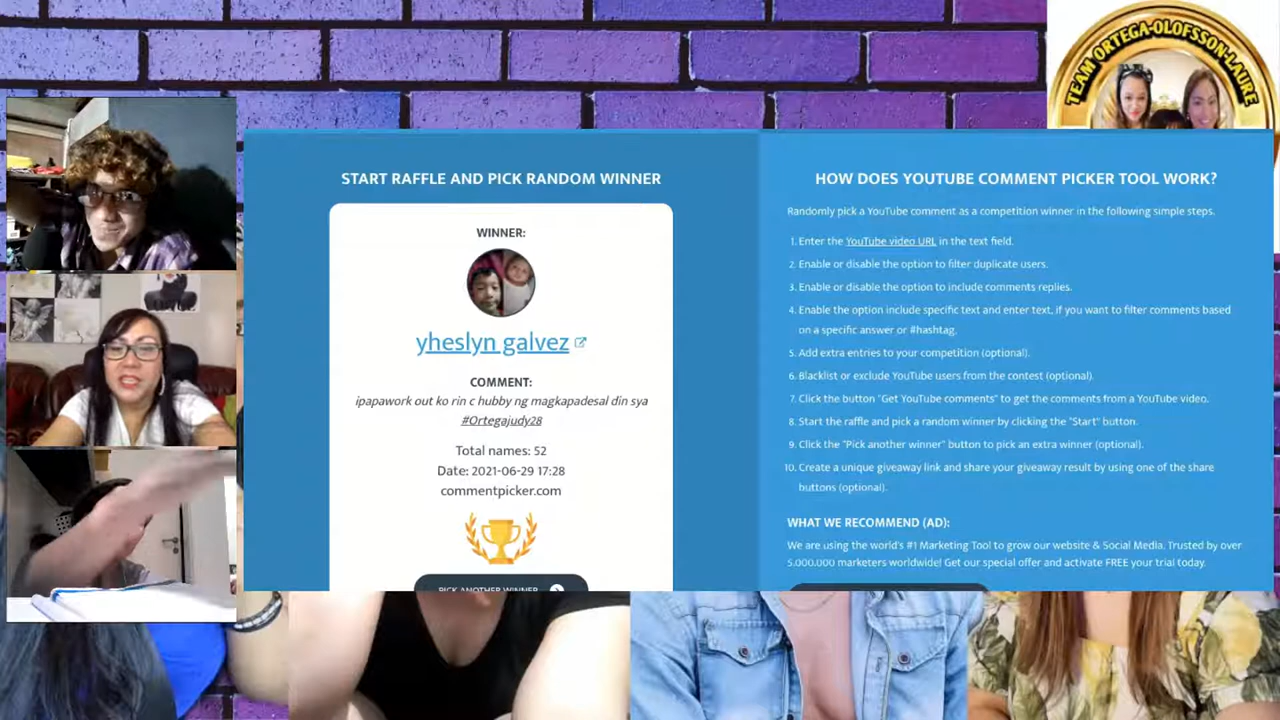 TEAM ORTEGA-OLOFSSON-LAURE
START RAFFLE AND PICK RANDOM WINNER
WINNER:
yheslyn galvez
COMMENT:
ipapawork out ko rin c hubby ng magkapadesal din sya
#Ortegajudy28
Total names: 52
Date: 2021-06-29 17:28
commentpicker.com
PICK ANOTHER WINNER
HOW DOES YOUTUBE COMMENT PICKER TOOL WORK?
Randomly pick a YouTube comment as a competition winner in the following simple steps.
1. Enter the YouTube video URL in the text field.
2. Enable or disable the option to filter duplicate users.
3. Enable or disable the option to include comments replies.
4. Enable the option include specific text and enter text, if you want to filter comments based
on a specific answer or #hashtag.
5. Add extra entries to your competition (optional).
6. Blacklist or exclude YouTube users from the contest (optional).
7. Click the button "Get YouTube comments" to get the comments from a YouTube video.
8. Start the raffle and pick a random winner by clicking the "Start" button.
9. Click the "Pick another winner" button to pick an extra winner (optional).
10. Create a unique giveaway link and share your giveaway result by using one of the share
buttons (optional).
WHAT WE RECOMMEND (AD):
We are using the world's #1 Marketing Tool to grow our website & Social Media. Trusted by over
5.000.000 marketers worldwide! Get our special offer and activate FREE your trial today.